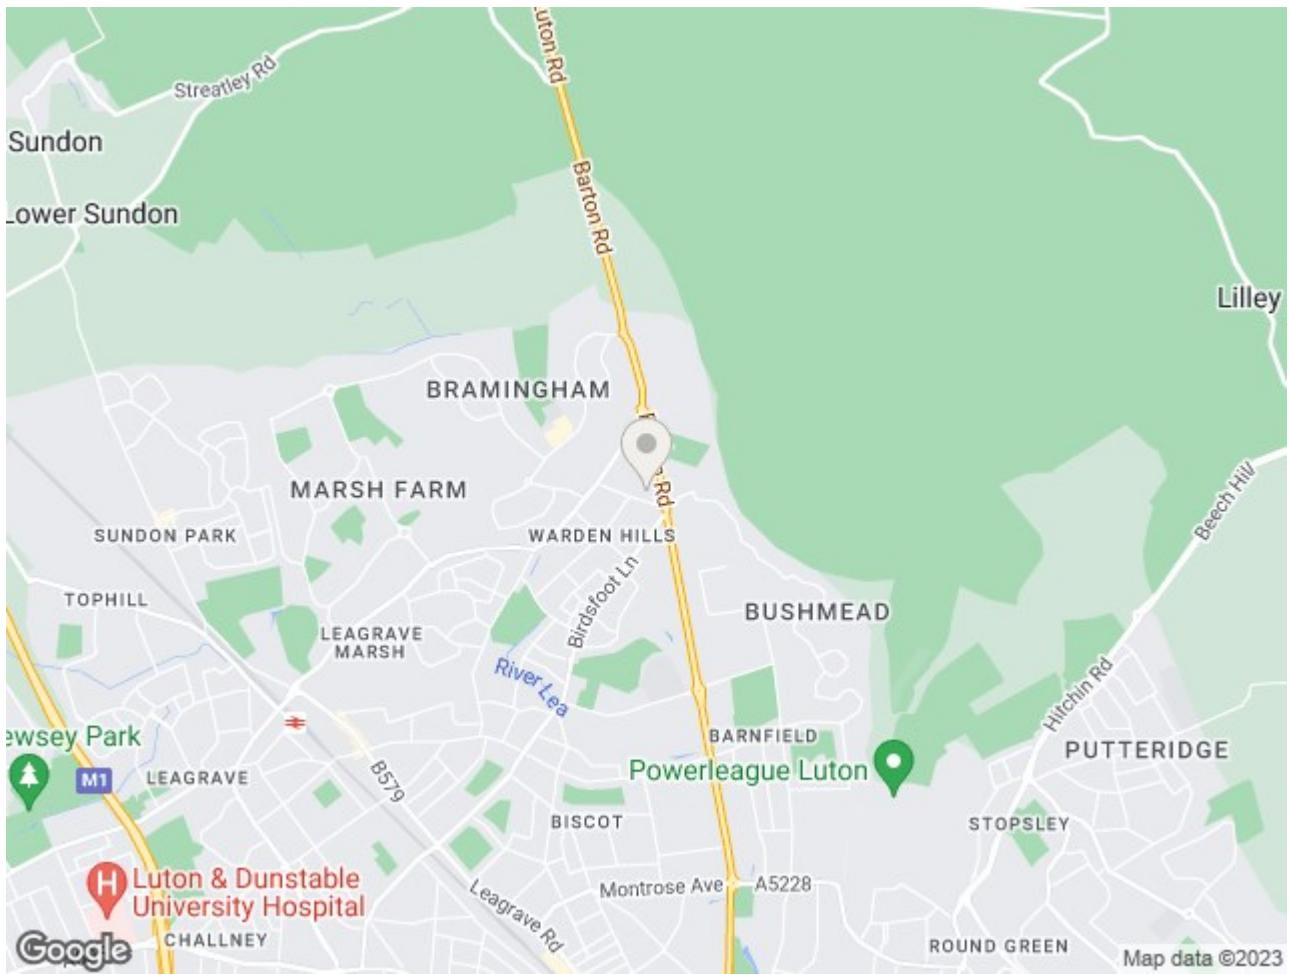 Luton Rd
Streatley Rd
Sundon
Barton Rd
Lower Sundon
Lilley
BRAMINGHAM
MARSH FARM
Rd
Beech Hill
SUNDON PARK
WARDEN HILLS
TOPHILL
Birdsfoot Ln
BUSHMEAD
LEAGRAVE
MARSH
River Lea
Hitchin Rd
ewsey Park
BARNFIELD
PUTTERIDGE
M1
LEAGRAVE
B579
Powerleague Luton
BISCOT
STOPSLEY
H
Luton & Dunstable
University Hospital
Montrose Ave
A5228
Leagrave Rd
CHALLNEY
ROUND GREEN
Google
Map data ©2023